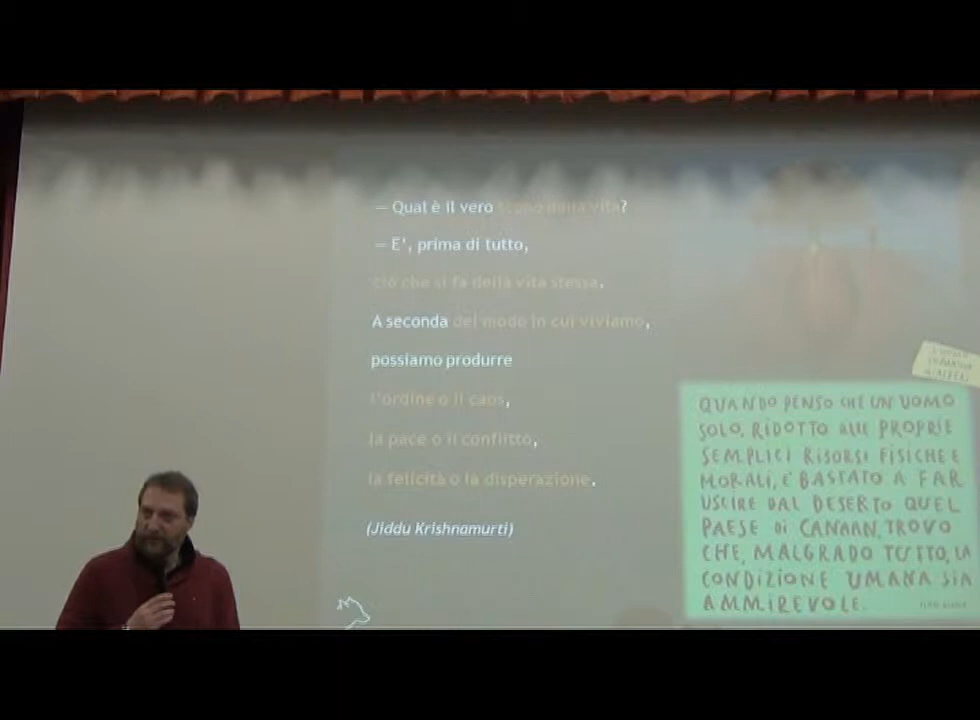 — Qual è il vero scopo della vita?
— E', prima di tutto,
ciò che si fa della vita stessa.
A seconda del modo in cui viviamo,
possiamo produrre
l'ordine o il caos,
la pace o il conflitto,
la felicità o la disperazione.
(Jiddu Krishnamurti)
QUANDO PENSO CHE UN UOMO
SOLO, RIDOTTO ALLE PROPRIE
SEMPLICI RISORSE FISICHE E
MORALI, È BASTATO A FAR
USCIRE DAL DESERTO QUEL
PAESE DI CANAAN, TROVO
CHE, MALGRADO TUTTO, LA
CONDIZIONE UMANA SIA
AMMIREVOLE.